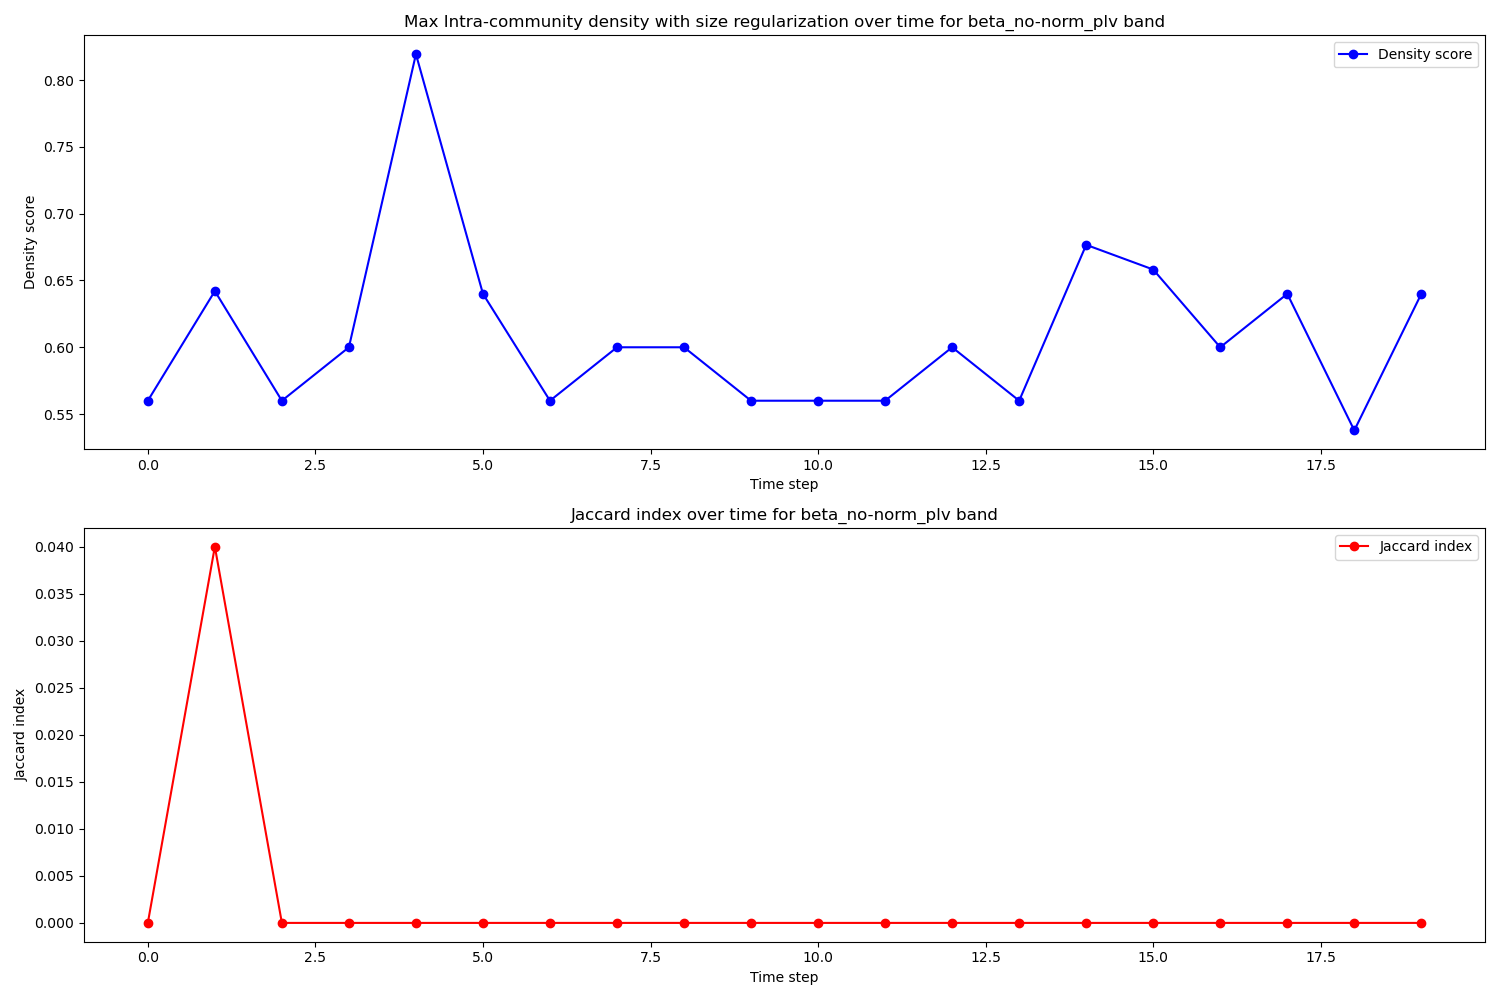 Max Intra-community density with size regularization over time for beta_no-norm_plv band
Density score
0.80
0.75
0.70
0.65
0.60
0.55
Density score
0.0 2.5 5.0 7.5 10.0 12.5 15.0 17.5
Time step
Jaccard index over time for beta_no-norm_plv band
Jaccard index
0.040
0.035
0.030
0.025
0.020
0.015
0.010
0.005
0.000
Jaccard index
0.0 2.5 5.0 7.5 10.0 12.5 15.0 17.5
Time step